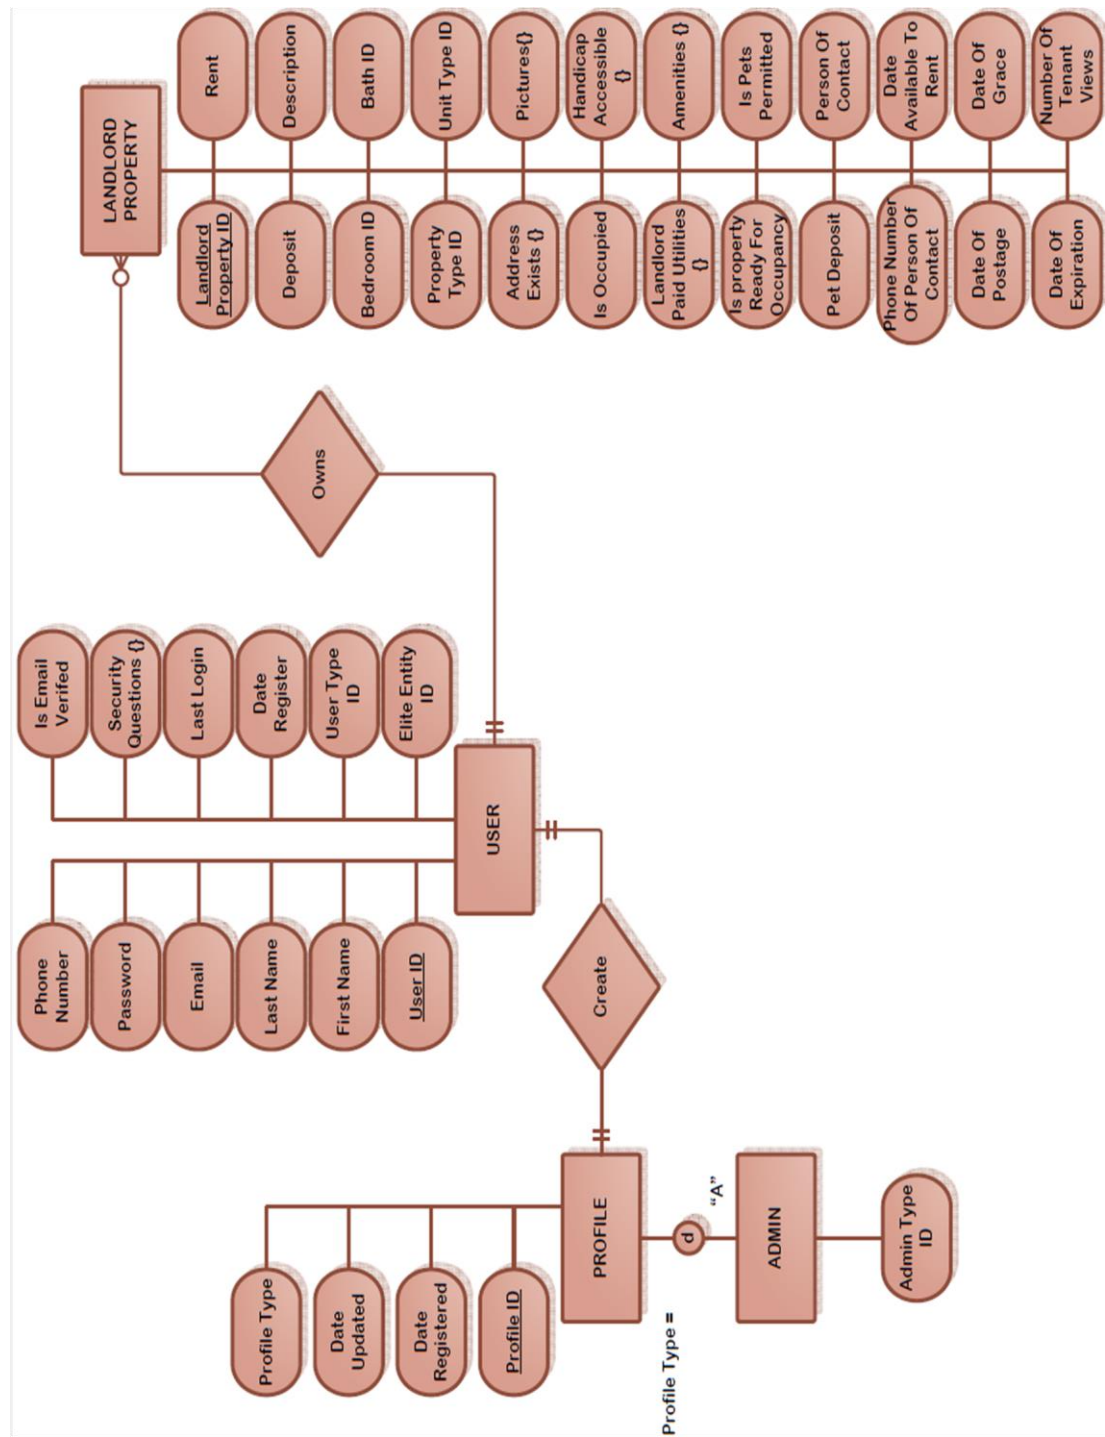 Profile Type
Date
Updated
Date
Registered
Profile ID
PROFILE
Profile Type =
d
“A”
ADMIN
Admin Type
ID
Create
Phone
Number
Password
Email
Last Name
First Name
User ID
Is Email
Verifed
Security
Questions {}
Last Login
Date
Register
User Type
ID
Elite Entity
ID
USER
Owns
LANDLORD
PROPERTY
Landlord
Property ID
Rent
Deposit
Description
Bedroom ID
Bath ID
Property
Type ID
Unit Type ID
Address
Exists {}
Pictures{}
Is Occupied
Handicap
Accessible
{}
Landlord
Paid Utilities
{}
Amenities {}
Is property
Ready For
Occupancy
Is Pets
Permitted
Pet Deposit
Person Of
Contact
Phone Number
Of Person Of
Contact
Date
Available To
Rent
Date Of
Postage
Date Of
Grace
Date Of
Expiration
Number Of
Tenant
Views